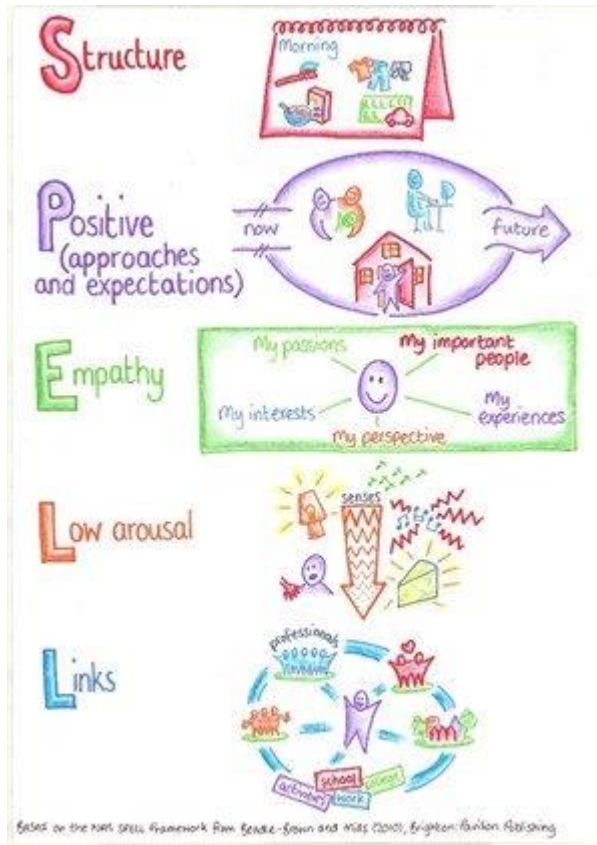 Structure
Morning
Positive
(approaches
and expectations)
now
future
Empathy
My passions
My important
people
My interests
My
experiences
My perspective
Low arousal
senses
Links
professionals
SPELL
school
college
activities
work
Based on the NAS SPELL framework from Beadle-Brown and Mills (2010), Brighton: Pavilion Publishing